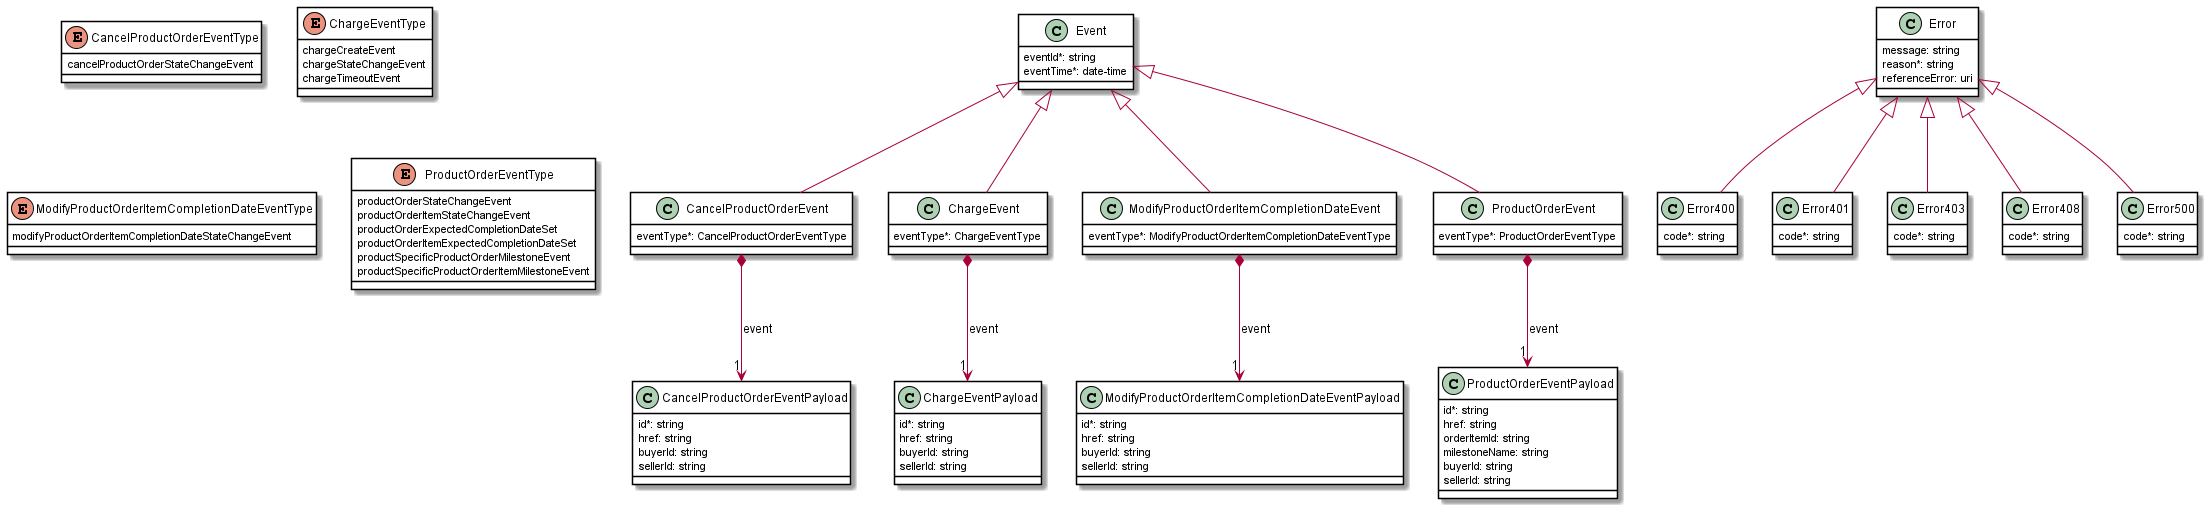 E CancelProductOrderEventType
cancelProductOrderStateChangeEvent
E ChargeEventType
chargeCreateEvent
chargeStateChangeEvent
chargeTimeoutEvent
C Event
eventId*: string
eventTime*: date-time
C Error
message: string
reason*: string
referenceError: uri
E ModifyProductOrderItemCompletionDateEventType
modifyProductOrderItemCompletionDateStateChangeEvent
E ProductOrderEventType
productOrderStateChangeEvent
productOrderItemStateChangeEvent
productOrderExpectedCompletionDateSet
productOrderItemExpectedCompletionDateSet
productSpecificProductOrderMilestoneEvent
productSpecificProductOrderItemMilestoneEvent
C CancelProductOrderEvent
eventType*: CancelProductOrderEventType
C ChargeEvent
eventType*: ChargeEventType
C ModifyProductOrderItemCompletionDateEvent
eventType*: ModifyProductOrderItemCompletionDateEventType
C ProductOrderEvent
eventType*: ProductOrderEventType
C Error400
code*: string
C Error401
code*: string
C Error403
code*: string
C Error408
code*: string
C Error500
code*: string
event
1
event
1
event
1
event
1
C CancelProductOrderEventPayload
id*: string
href: string
buyerId: string
sellerId: string
C ChargeEventPayload
id*: string
href: string
buyerId: string
sellerId: string
C ModifyProductOrderItemCompletionDateEventPayload
id*: string
href: string
buyerId: string
sellerId: string
C ProductOrderEventPayload
id*: string
href: string
orderItemId: string
milestoneName: string
buyerId: string
sellerId: string